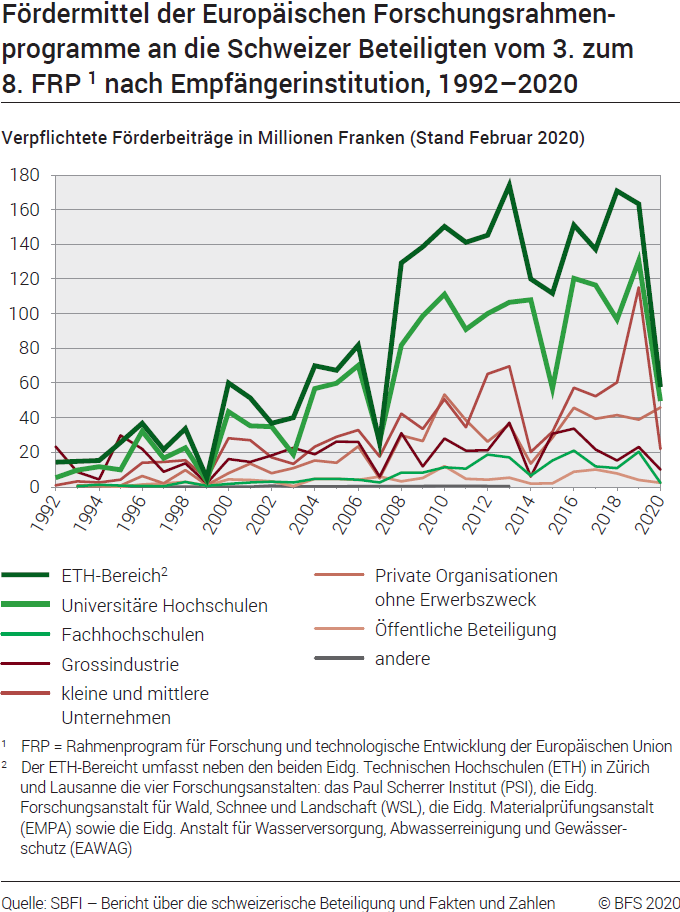 Fördermittel der Europäischen Forschungsrahmen-
programme an die Schweizer Beteiligten vom 3. zum
8. FRP ¹ nach Empfängerinstitution, 1992–2020
Verpflichtete Förderbeiträge in Millionen Franken (Stand Februar 2020)
180
160
140
120
100
80
60
40
20
0
1992
1994
1996
1998
2000
2002
2004
2006
2008
2010
2012
2014
2016
2018
2020
ETH-Bereich²
Universitäre Hochschulen
Fachhochschulen
Grossindustrie
kleine und mittlere
Unternehmen
Private Organisationen
ohne Erwerbszweck
Öffentliche Beteiligung
andere
¹ FRP = Rahmenprogram für Forschung und technologische Entwicklung der Europäischen Union
² Der ETH-Bereicht umfasst neben den beiden Eidg. Technischen Hochschulen (ETH) in Zürich
und Lausanne die vier Forschungsanstalten: das Paul Scherrer Institut (PSI), die Eidg.
Forschungsanstalt für Wald, Schnee und Landschaft (WSL), die Eidg. Materialprüfungsanstalt
(EMPA) sowie die Eidg. Anstalt für Wasserversorgung, Abwasserreinigung und Gewässer-
schutz (EAWAG)
Quelle: SBFI – Bericht über die schweizerische Beteiligung und Fakten und Zahlen © BFS 2020